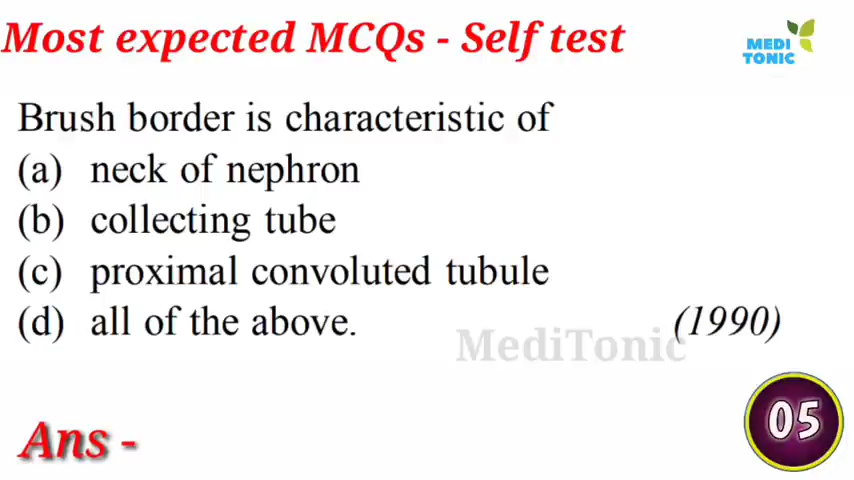 Most expected MCQs - Self test
MEDI
TONIC
Brush border is characteristic of
(a) neck of nephron
(b) collecting tube
(c) proximal convoluted tubule
(d) all of the above. (1990)
MediTonic
05
Ans -